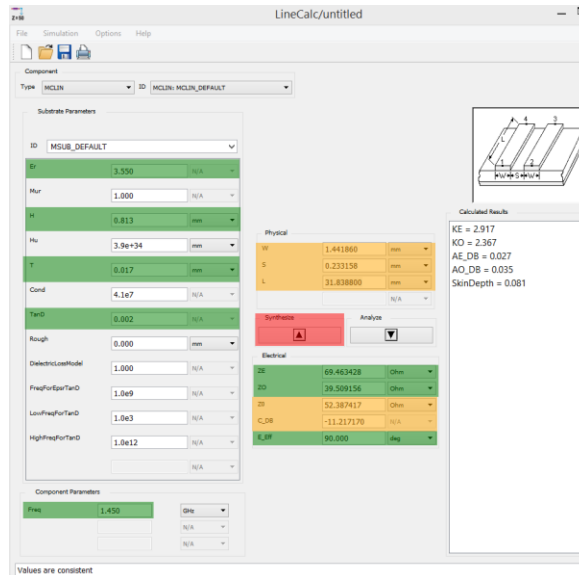 LineCalc/untitled
File Simulation Options Help
Component
Type MCLIN ID MCLIN: MCLIN_DEFAULT
Substrate Parameters
ID MSUB_DEFAULT
Er 3.550 N/A
Mur 1.000 N/A
H 0.813 mm
Hu 3.9e+34 mm
T 0.017 mm
Cond 4.1e7 N/A
TanD 0.002 N/A
Rough 0.000 mm
DielectricLossModel 1.000 N/A
FreqForEpsrTanD 1.0e9 N/A
LowFreqForTanD 1.0e3 N/A
HighFreqForTanD 1.0e12 N/A
N/A
Component Parameters
Freq 1.450 GHz
N/A
N/A
Physical
W 1.441860 mm
S 0.233158 mm
L 31.838800 mm
N/A
Synthesize Analyze
Electrical
ZE 69.463428 Ohm
ZO 39.509156 Ohm
Z0 52.387417 Ohm
C_DB -11.217170 N/A
E_Eff 90.000 deg
4 3
L
1 2
W S W
Calculated Results
KE = 2.917
KO = 2.367
AE_DB = 0.027
AO_DB = 0.035
SkinDepth = 0.081
Values are consistent